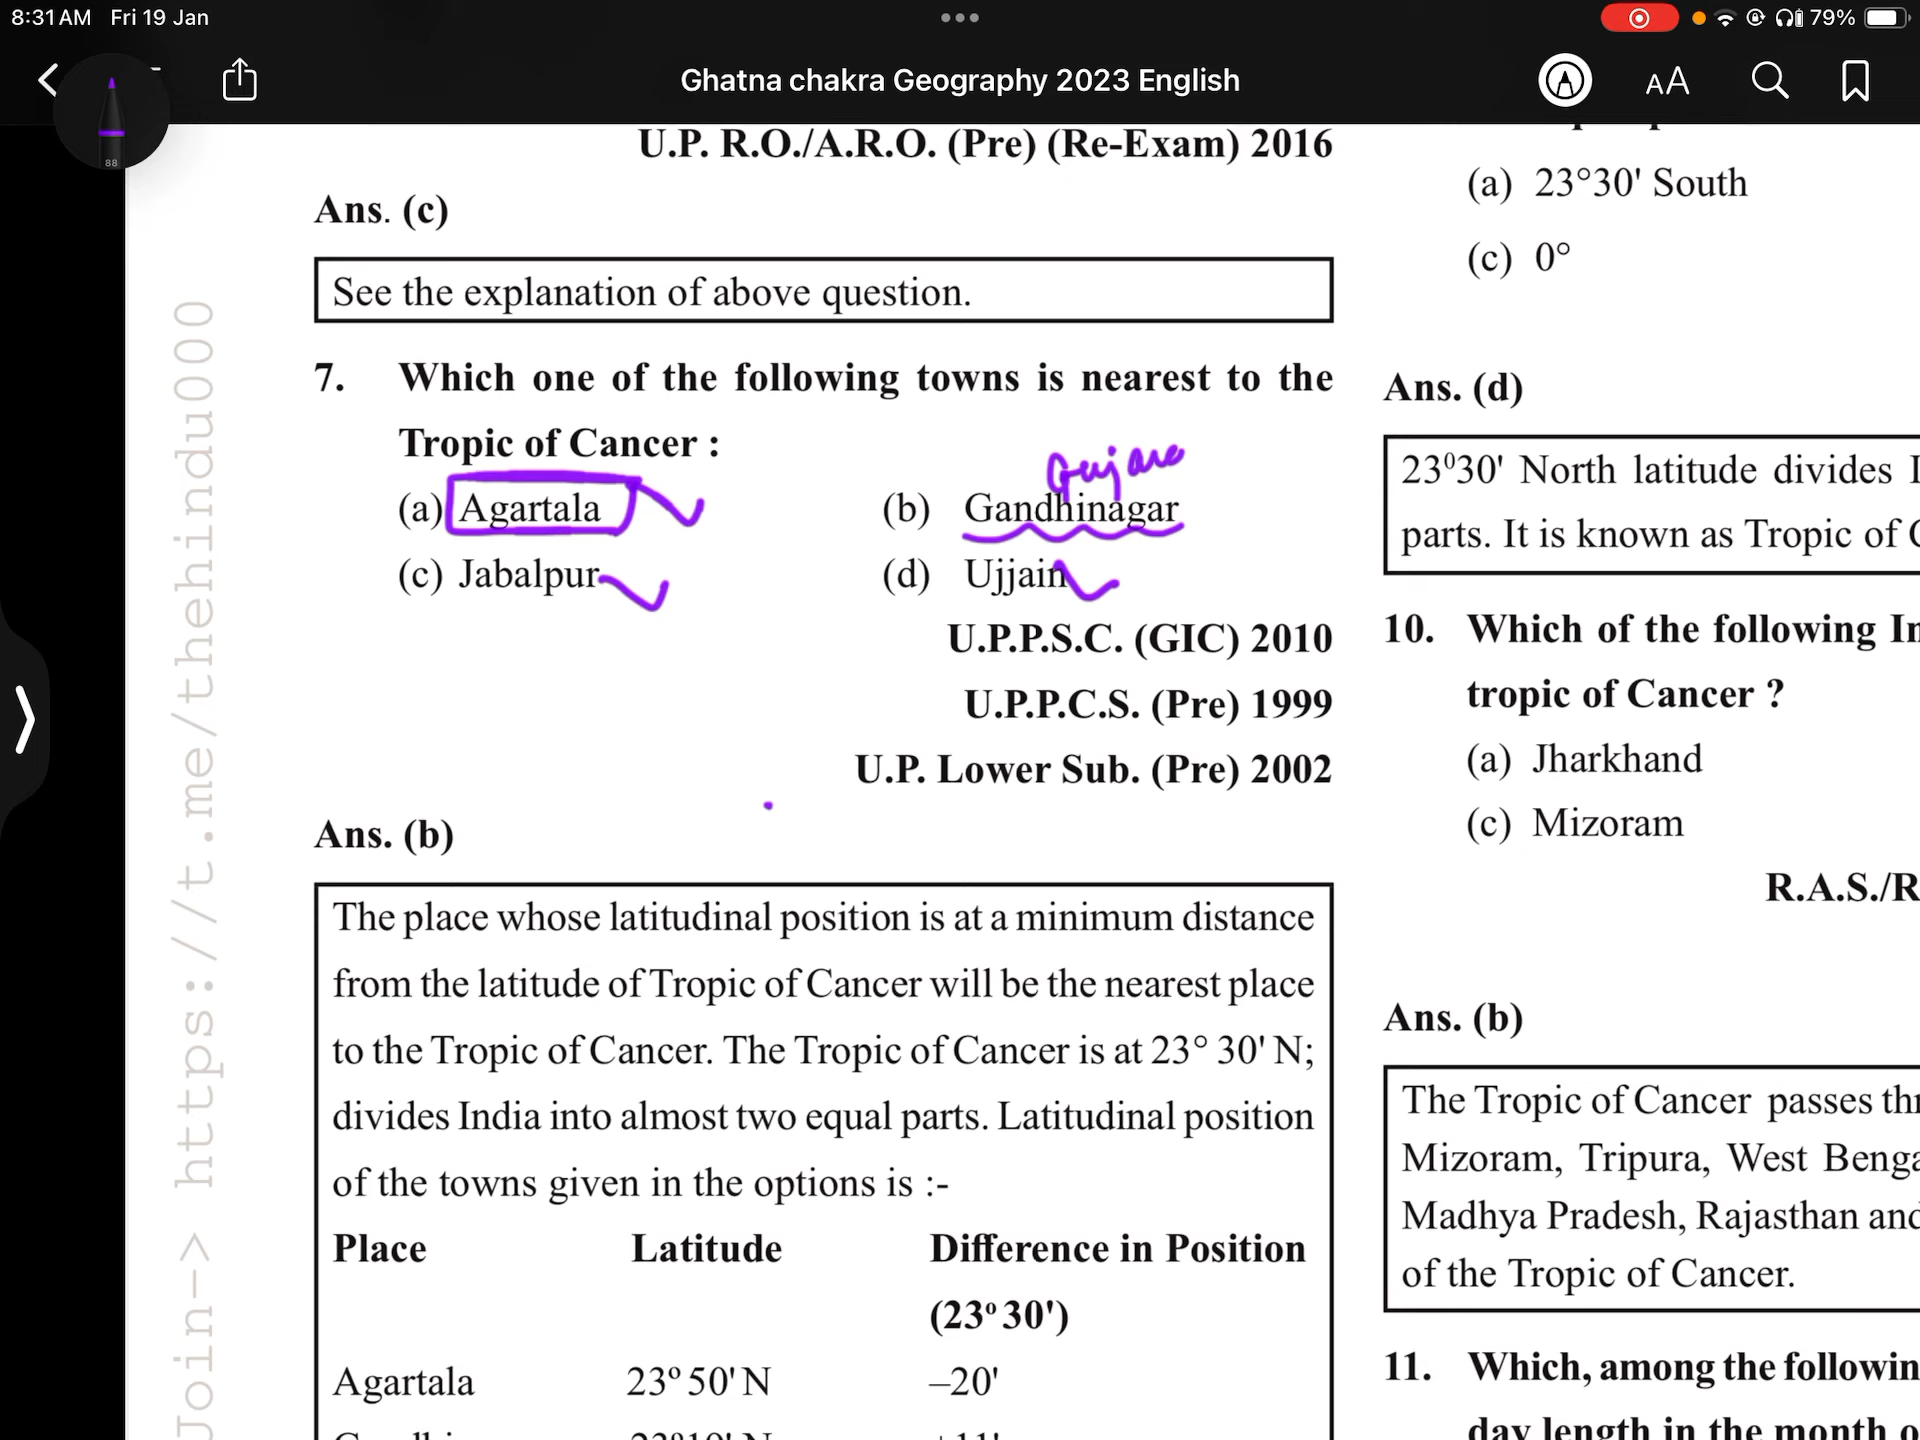 8:31 AM Fri 19 Jan
79%
Ghatna chakra Geography 2023 English
AA
88
Join-> https://t.me/thehindu000
U.P. R.O./A.R.O. (Pre) (Re-Exam) 2016
Ans. (c)
See the explanation of above question.
7. Which one of the following towns is nearest to the
Tropic of Cancer :
(a) Agartala (b) Gandhinagar
(c) Jabalpur (d) Ujjain
U.P.P.S.C. (GIC) 2010
U.P.P.C.S. (Pre) 1999
U.P. Lower Sub. (Pre) 2002
Ans. (b)
The place whose latitudinal position is at a minimum distance
from the latitude of Tropic of Cancer will be the nearest place
to the Tropic of Cancer. The Tropic of Cancer is at 23° 30' N;
divides India into almost two equal parts. Latitudinal position
of the towns given in the options is :-
Place Latitude Difference in Position
(23° 30')
Agartala 23° 50' N –20'
(a) 23°30' South
(c) 0°
Ans. (d)
23⁰30' North latitude divides
parts. It is known as Tropic of
10. Which of the following
tropic of Cancer ?
(a) Jharkhand
(c) Mizoram
R.A.S./R
Ans. (b)
The Tropic of Cancer passes
Mizoram, Tripura, West
Madhya Pradesh, Rajasthan
of the Tropic of Cancer.
11. Which, among the
day length in the month